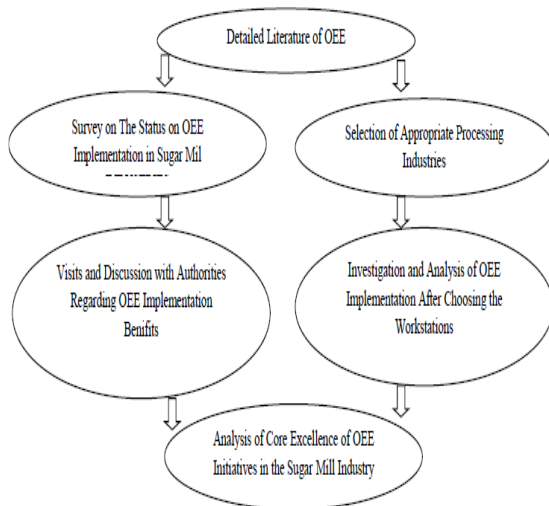 Detailed Literature of OEE
Survey on The Status on OEE
Implementation in Sugar Mil
Selection of Appropriate Processing
Industries
Visits and Discussion with Authorities
Regarding OEE Implementation
Benifits
Investigation and Analysis of OEE
Implementation After Choosing the
Workstations
Analysis of Core Excellence of OEE
Initiatives in the Sugar Mill Industry